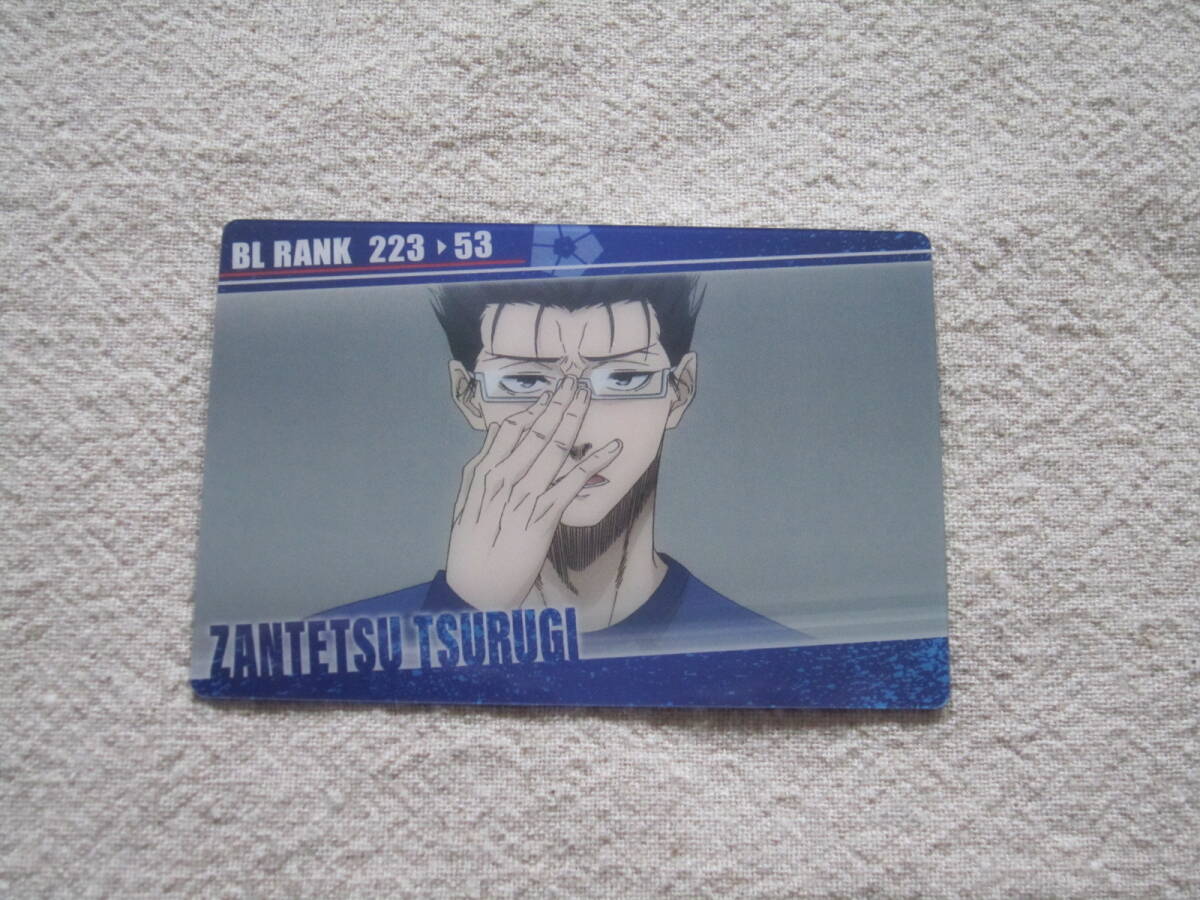 BL RANK 223 ▸ 53
ZANTETSU TSURUGI